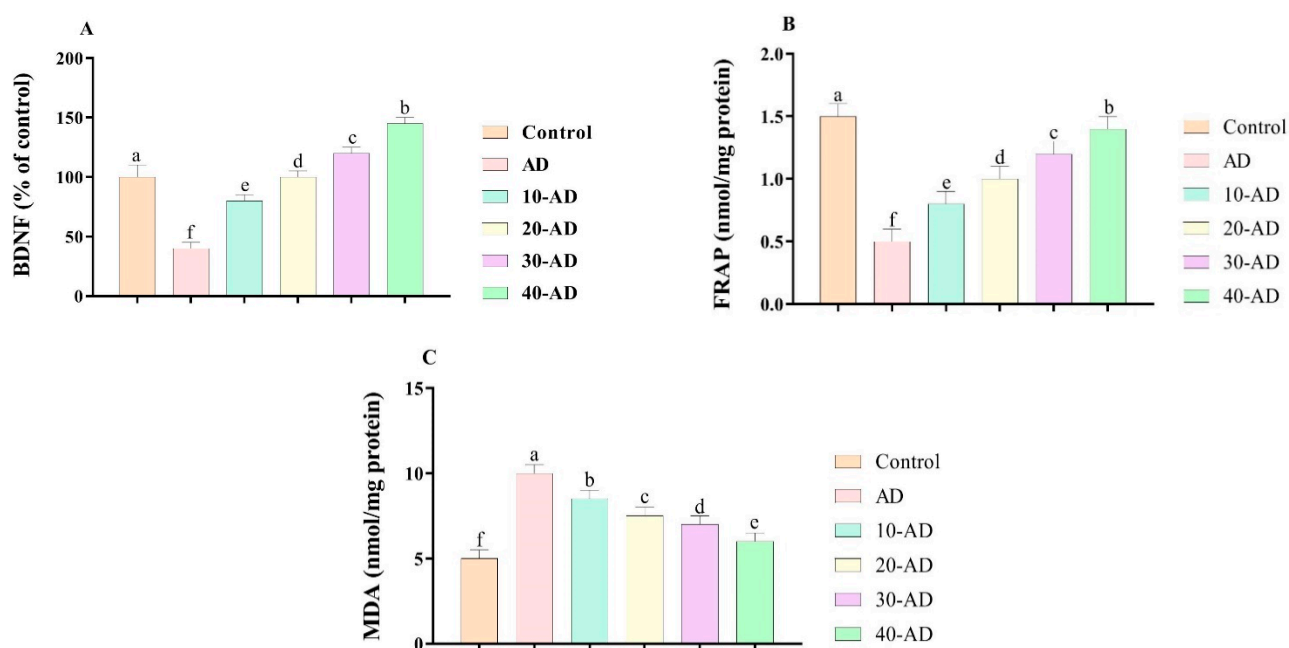 A
BDNF (% of control)
200
150
100
50
0
a
f
e
d
c
b
Control
AD
10-AD
20-AD
30-AD
40-AD
B
FRAP (nmol/mg protein)
2.0
1.5
1.0
0.5
0.0
a
f
e
d
c
b
Control
AD
10-AD
20-AD
30-AD
40-AD
C
MDA (nmol/mg protein)
15
10
5
0
f
a
b
c
d
e
Control
AD
10-AD
20-AD
30-AD
40-AD